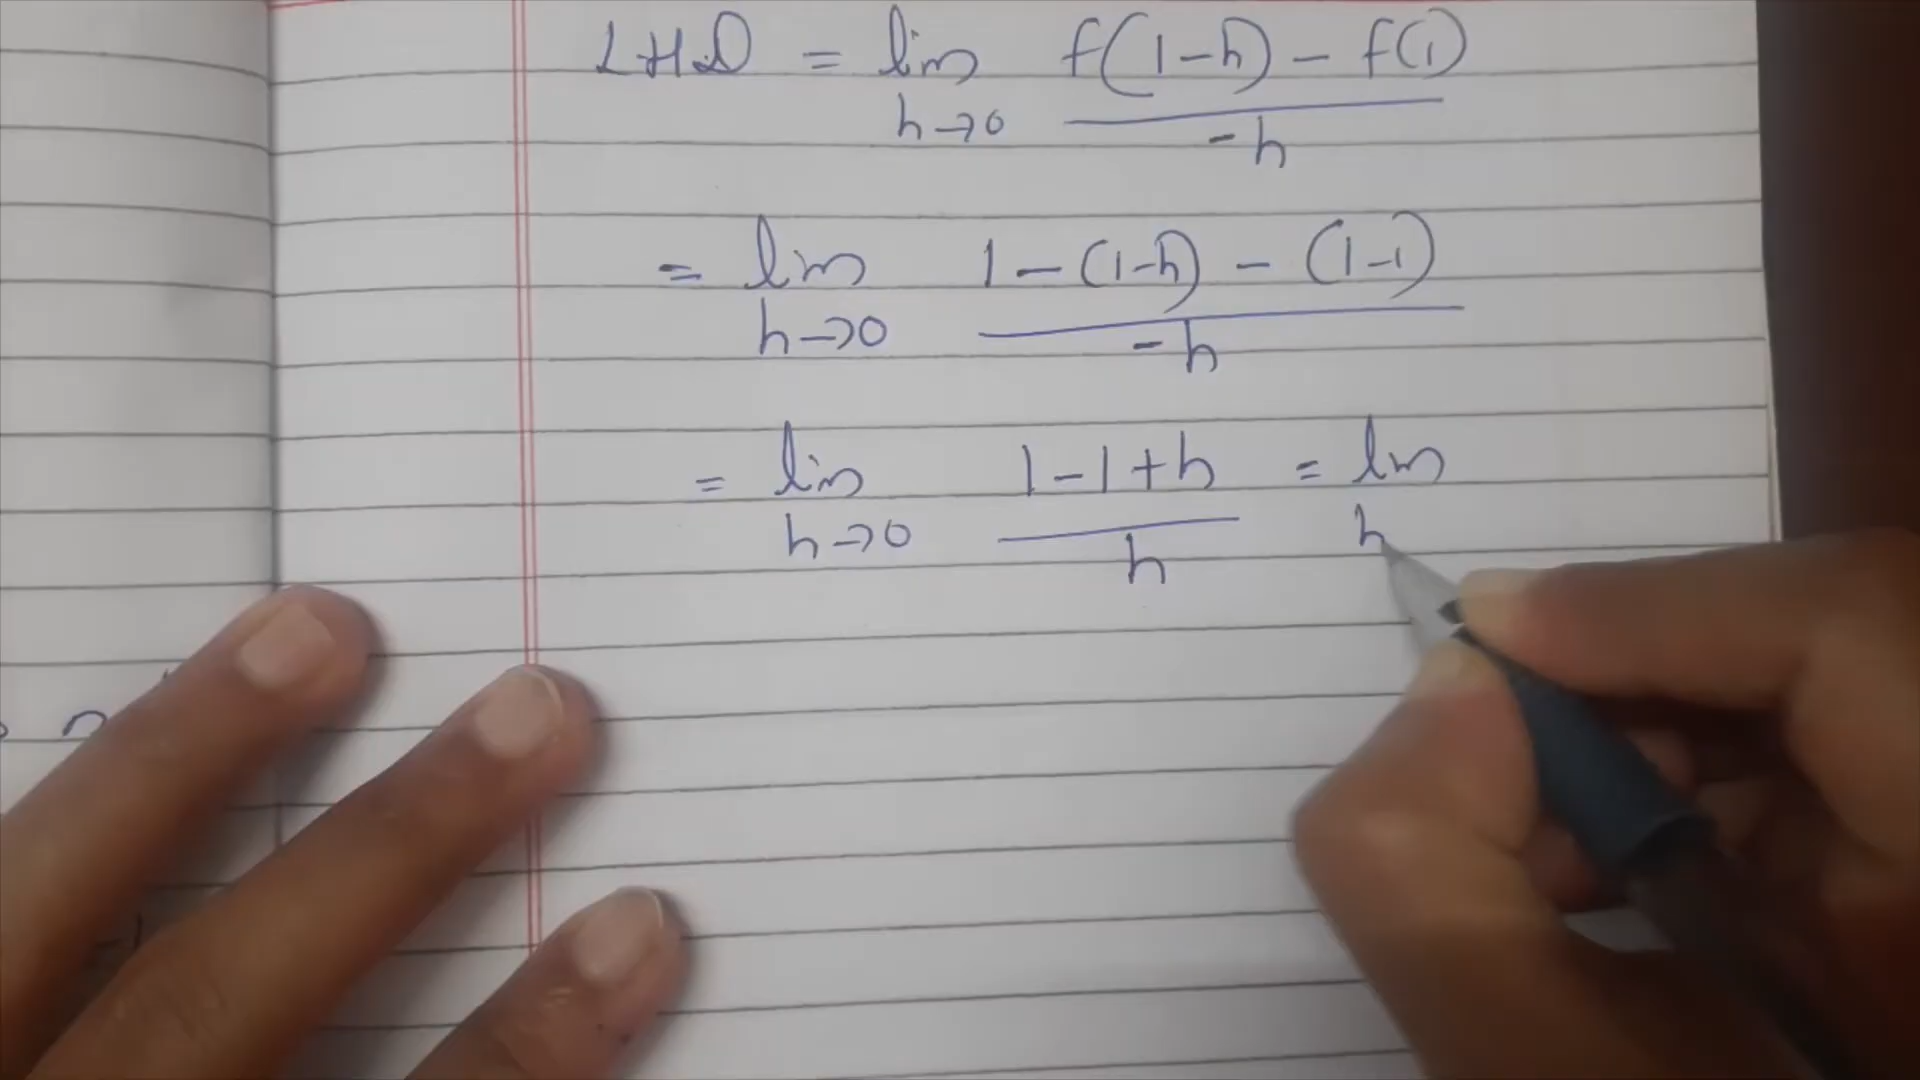 LHD = lim f(1-h) - f(1)
h→0 -h
= lim 1-(1-h) - (1-1)
h→0 -h
= lim 1-1+h = lim
h→0 h h